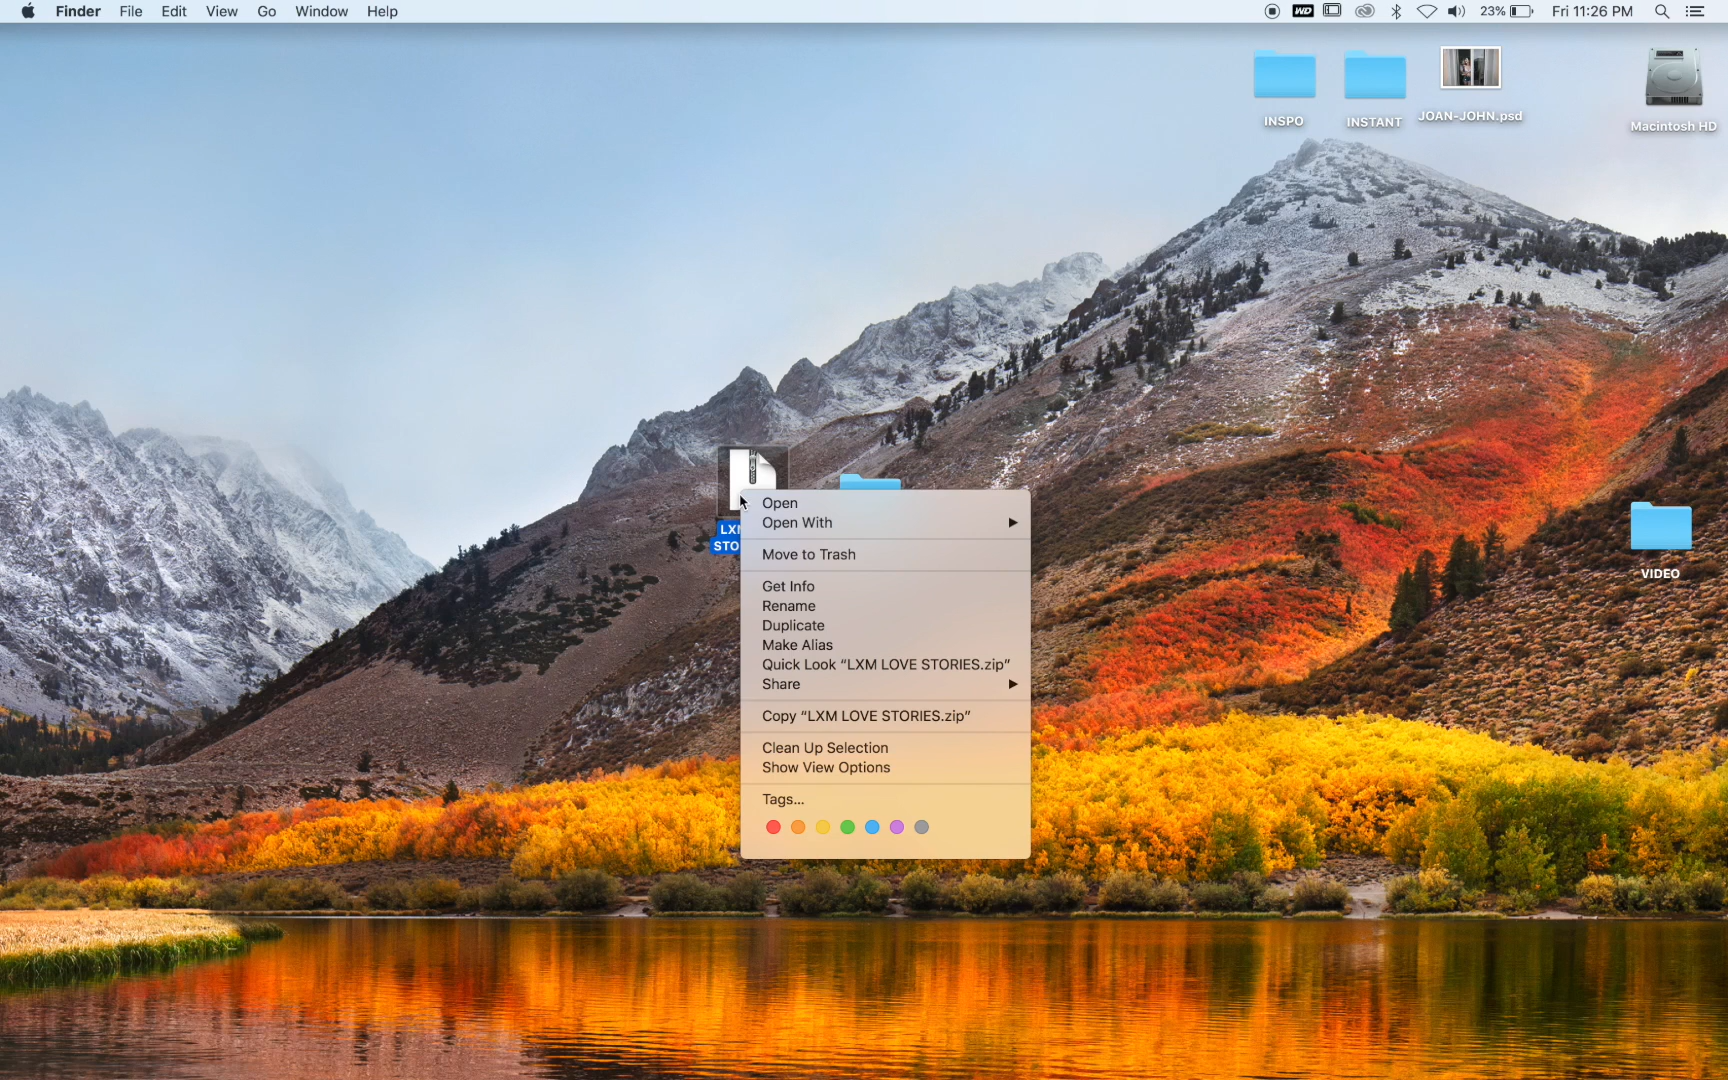 Finder File Edit View Go Window Help
WD 23% Fri 11:26 PM
INSPO
INSTANT
JOAN-JOHN.psd
Macintosh HD
VIDEO
Open
Open With
Move to Trash
Get Info
Rename
Duplicate
Make Alias
Quick Look “LXM LOVE STORIES.zip”
Share
Copy “LXM LOVE STORIES.zip”
Clean Up Selection
Show View Options
Tags...